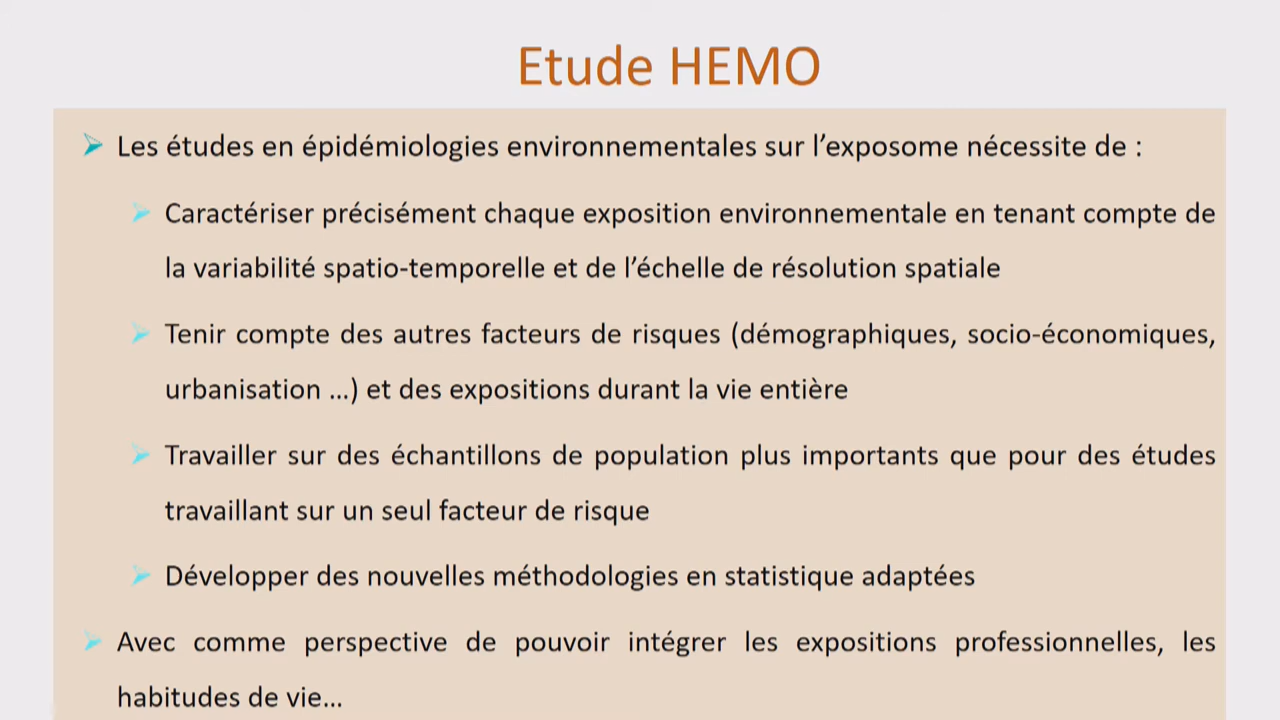 Etude HEMO
Les études en épidémiologies environnementales sur l’exposome nécessite de :
Caractériser précisément chaque exposition environnementale en tenant compte de
la variabilité spatio-temporelle et de l’échelle de résolution spatiale
Tenir compte des autres facteurs de risques (démographiques, socio-économiques,
urbanisation ...) et des expositions durant la vie entière
Travailler sur des échantillons de population plus importants que pour des études
travaillant sur un seul facteur de risque
Développer des nouvelles méthodologies en statistique adaptées
Avec comme perspective de pouvoir intégrer les expositions professionnelles, les
habitudes de vie...